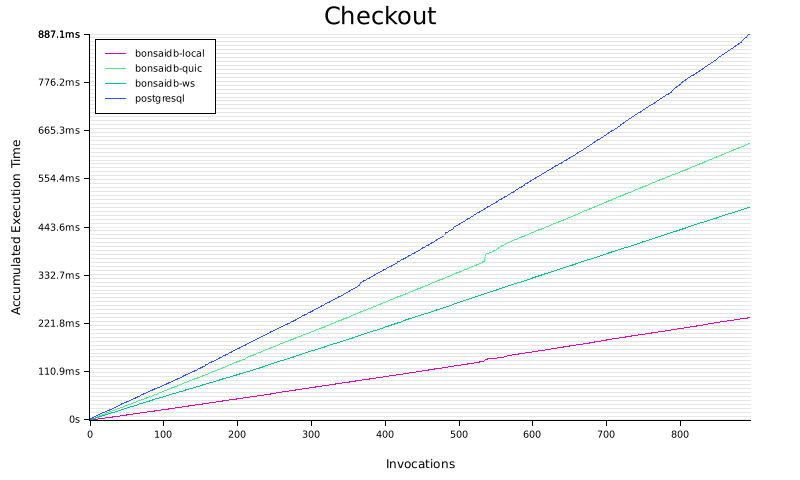 Checkout
887.1ms
776.2ms
665.3ms
554.4ms
443.6ms
332.7ms
221.8ms
110.9ms
0s
Accumulated Execution Time
bonsaidb-local
bonsaidb-quic
bonsaidb-ws
postgresql
0 100 200 300 400 500 600 700 800
Invocations